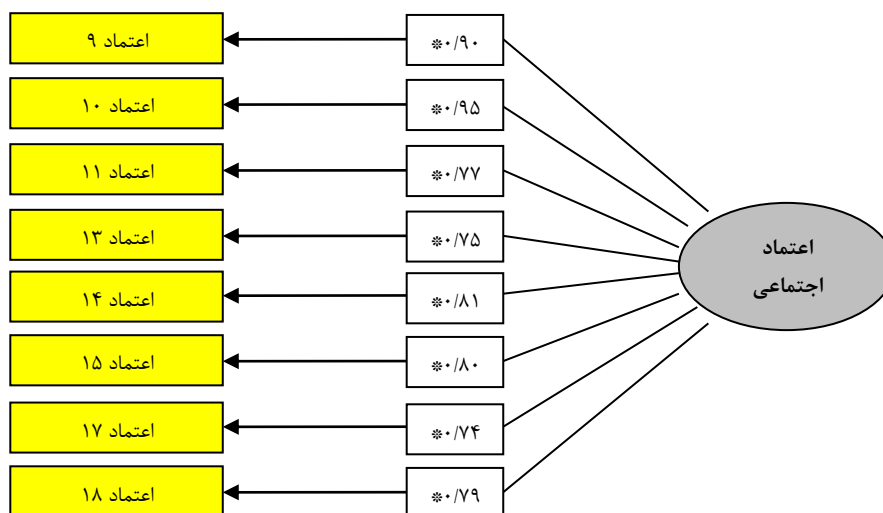 اعتماد ۹
*۰/۹۰
اعتماد ۱۰
*۰/۹۵
اعتماد ۱۱
*۰/۷۷
اعتماد ۱۳
*۰/۷۵
اعتماد ۱۴
*۰/۸۱
اعتماد ۱۵
*۰/۸۰
اعتماد ۱۷
*۰/۷۴
اعتماد ۱۸
*۰/۷۹
اعتماد
اجتماعی